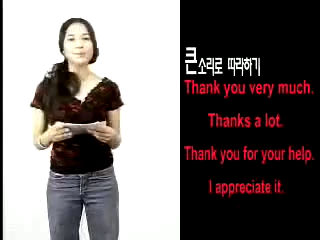 큰소리로 따라하기
Thank you very much.
Thanks a lot.
Thank you for your help.
I appreciate it.